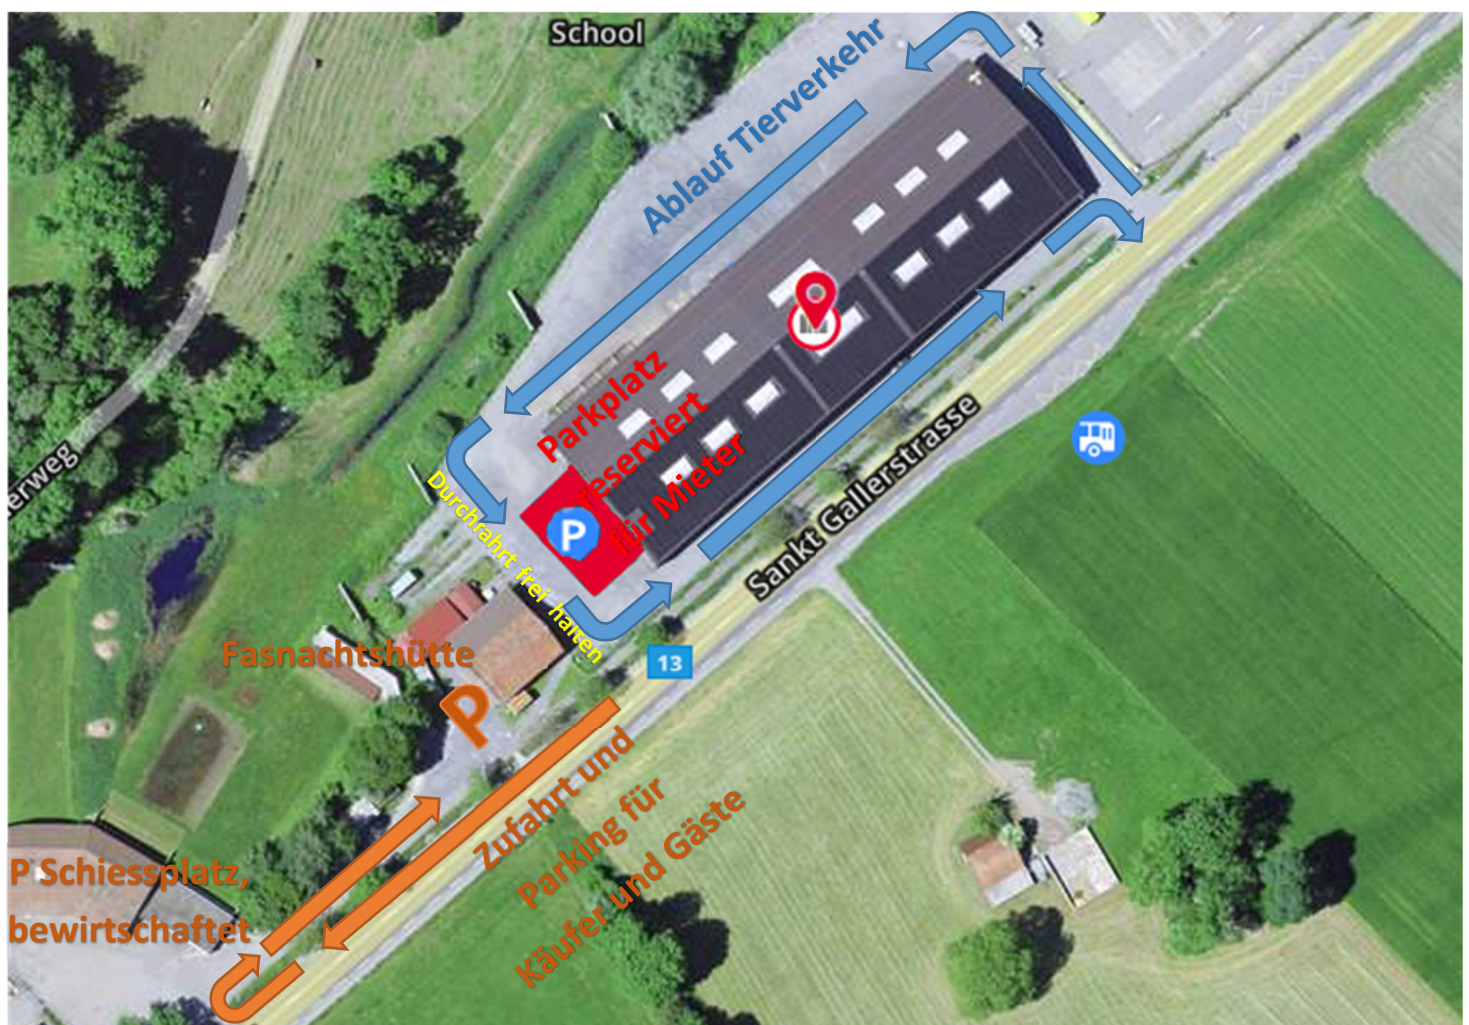 School
Ablauf Tierverkehr
Parkplatz
reserviert
für Mieter
P
Durchfahrt frei halten
erweg
Sankt Gallerstrasse
13
Fasnachtshütte
P
Zufahrt und
Parking für
Käufer und Gäste
P Schiessplatz,
bewirtschaftet